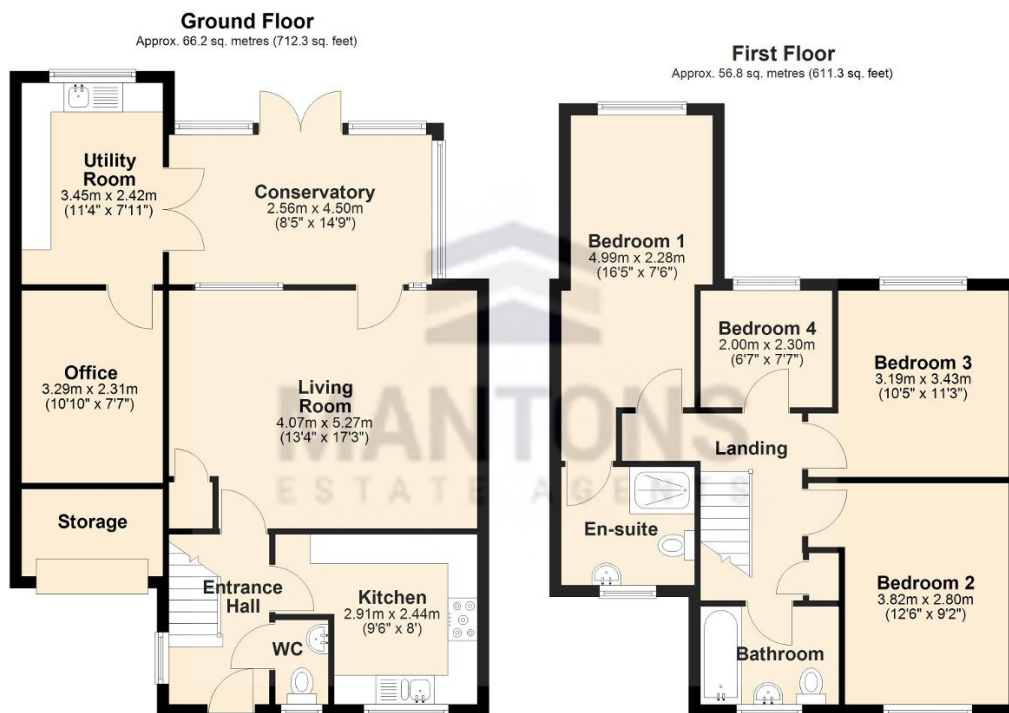 Ground Floor
Approx. 66.2 sq. metres (712.3 sq. feet)
Utility
Room
3.45m x 2.42m
(11'4" x 7'11")
Conservatory
2.56m x 4.50m
(8'5" x 14'9")
Office
3.29m x 2.31m
(10'10" x 7'7")
Living
Room
4.07m x 5.27m
(13'4" x 17'3")
Storage
Entrance
Hall
Kitchen
2.91m x 2.44m
(9'6" x 8')
WC
First Floor
Approx. 56.8 sq. metres (611.3 sq. feet)
Bedroom 1
4.99m x 2.28m
(16'5" x 7'6")
Bedroom 4
2.00m x 2.30m
(6'7" x 7'7")
Bedroom 3
3.19m x 3.43m
(10'5" x 11'3")
Landing
En-suite
Bedroom 2
3.82m x 2.80m
(12'6" x 9'2")
Bathroom
MANTONS
ESTATE AGENTS